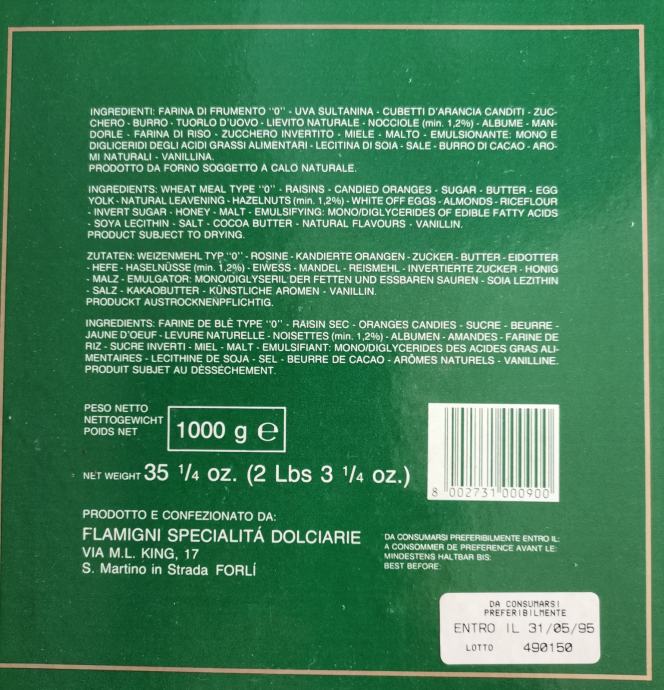 INGREDIENTI: FARINA DI FRUMENTO "0" - UVA SULTANINA - CUBETTI D'ARANCIA CANDITI - ZUC-
CHERO - BURRO - TUORLO D'UOVO - LIEVITO NATURALE - NOCCIOLE (min. 1,2%) - ALBUME - MAN-
DORLE - FARINA DI RISO - ZUCCHERO INVERTITO - MIELE - MALTO - EMULSIONANTE: MONO E
DIGLICERIDI DEGLI ACIDI GRASSI ALIMENTARI - LECITINA DI SOIA - SALE - BURRO DI CACAO - ARO-
MI NATURALI - VANILLINA.
PRODOTTO DA FORNO SOGGETTO A CALO NATURALE.
INGREDIENTS: WHEAT MEAL TYPE "0" - RAISINS - CANDIED ORANGES - SUGAR - BUTTER - EGG
YOLK - NATURAL LEAVENING - HAZELNUTS (min. 1,2%) - WHITE OFF EGGS - ALMONDS - RICEFLOUR
- INVERT SUGAR - HONEY - MALT - EMULSIFYING: MONO/DIGLYCERIDES OF EDIBLE FATTY ACIDS
- SOYA LECITHIN - SALT - COCOA BUTTER - NATURAL FLAVOURS - VANILLIN.
PRODUCT SUBJECT TO DRYING.
ZUTATEN: WEIZENMEHL TYP "0" - ROSINE - KANDIERTE ORANGEN - ZUCKER - BUTTER - EIDOTTER
- HEFE - HASELNÜSSE (min. 1,2%) - EIWESS - MANDEL - REISMEHL - INVERTIERTE ZUCKER - HONIG
- MALZ - EMULGATOR: MONO/DIGLYSERIL DER FETTEN UND ESSBAREN SAUREN - SOIA LEZITHIN
- SALZ - KAKAOBUTTER - KÜNSTLICHE AROMEN - VANILLIN.
PRODUCKT AUSTROCKNENPFLICHTIG.
INGREDIENTS: FARINE DE BLÈ TYPE "0" - RAISIN SEC - ORANGES CANDIES - SUCRE - BEURRE -
JAUNE D'OEUF - LEVURE NATURELLE - NOISETTES (min. 1,2%) - ALBUMEN - AMANDES - FARINE DE
RIZ - SUCRE INVERTI - MIEL - MALT - EMULSIFIANT: MONO/DIGLYCERIDES DES ACIDES GRAS ALI-
MENTAIRES - LECITHINE DE SOJA - SEL - BEURRE DE CACAO - ARÔMES NATURELS - VANILLINE.
PRODUIT SUBJET AU DÈSSÉCHEMENT.
PESO NETTO
NETTOGEWICHT
POIDS NET
1000 g ℮
NET WEIGHT 35 1/4 oz. (2 Lbs 3 1/4 oz.)
8 002731 000900
PRODOTTO E CONFEZIONATO DA:
FLAMIGNI SPECIALITÁ DOLCIARIE
VIA M.L. KING, 17
S. Martino in Strada FORLÍ
DA CONSUMARSI PREFERIBILMENTE ENTRO IL:
A CONSOMMER DE PREFERENCE AVANT LE:
MINDESTENS HALTBAR BIS:
BEST BEFORE:
DA CONSUMARSI
PREFERIBILMENTE
ENTRO IL 31/05/95
LOTTO 490150